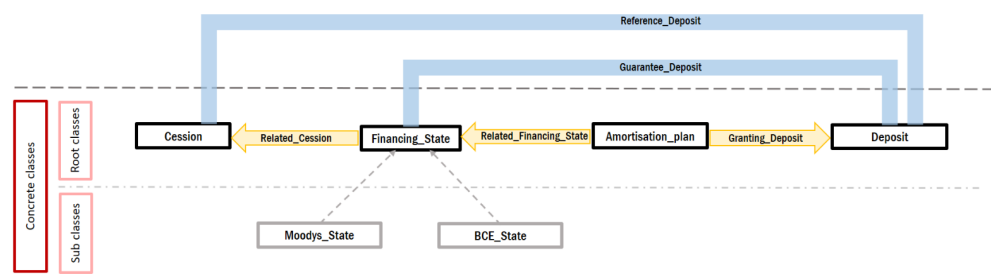 Reference_Deposit
Guarantee_Deposit
Concrete classes
Root classes
Cession
Related_Cession
Financing_State
Related_Financing_State
Amortisation_plan
Granting_Deposit
Deposit
Sub classes
Moodys_State
BCE_State